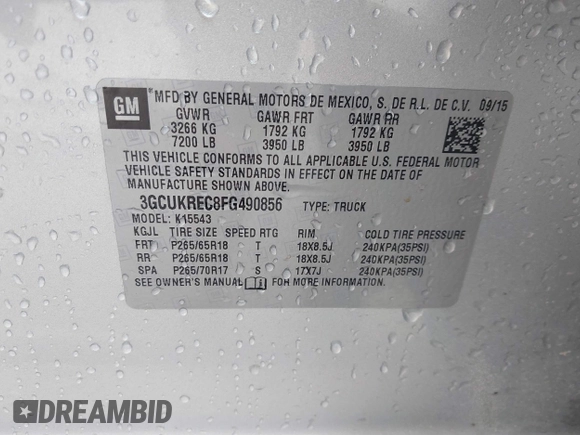 GM
MFD BY GENERAL MOTORS DE MEXICO, S. DE R.L. DE C.V. 09/15
GVWR GAWR FRT GAWR RR
3266 KG 1792 KG 1792 KG
7200 LB 3950 LB 3950 LB
THIS VEHICLE CONFORMS TO ALL APPLICABLE U.S. FEDERAL MOTOR
VEHICLE SAFETY STANDARDS IN EFFECT ON THE DATE OF
MANUFACTURE SHOWN ABOVE.
3GCUKREC8FG490856 TYPE: TRUCK
MODEL: K15543
KGJL TIRE SIZE SPEED RTG RIM COLD TIRE PRESSURE
FRT P265/65R18 T 18X8.5J 240KPA(35PSI)
RR P265/65R18 T 18X8.5J 240KPA(35PSI)
SPA P265/70R17 S 17X7J 240KPA(35PSI)
SEE OWNER'S MANUAL FOR MORE INFORMATION.
DREAMBID